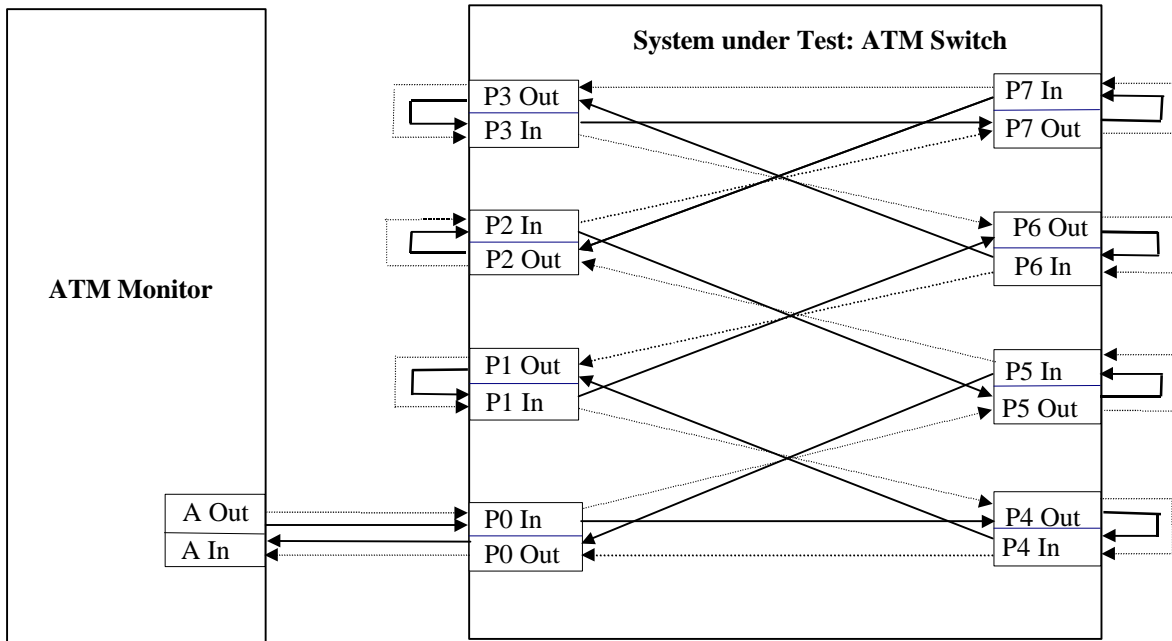 System under Test: ATM Switch
P3 Out
P3 In
P7 In
P7 Out
P2 In
P2 Out
P6 Out
P6 In
ATM Monitor
P1 Out
P1 In
P5 In
P5 Out
A Out
A In
P0 In
P0 Out
P4 Out
P4 In